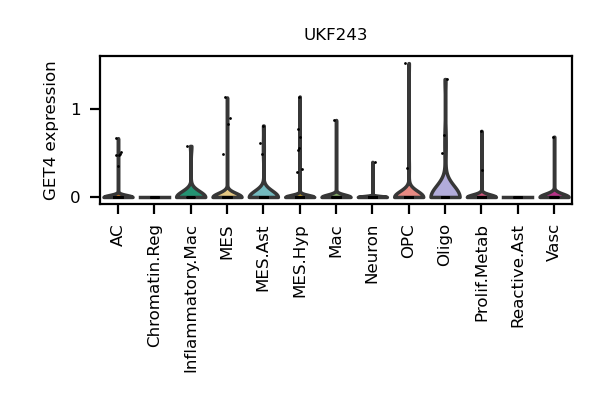 UKF243
GET4 expression
1
0
AC
Chromatin.Reg
Inflammatory.Mac
MES
MES.Ast
MES.Hyp
Mac
Neuron
OPC
Oligo
Prolif.Metab
Reactive.Ast
Vasc